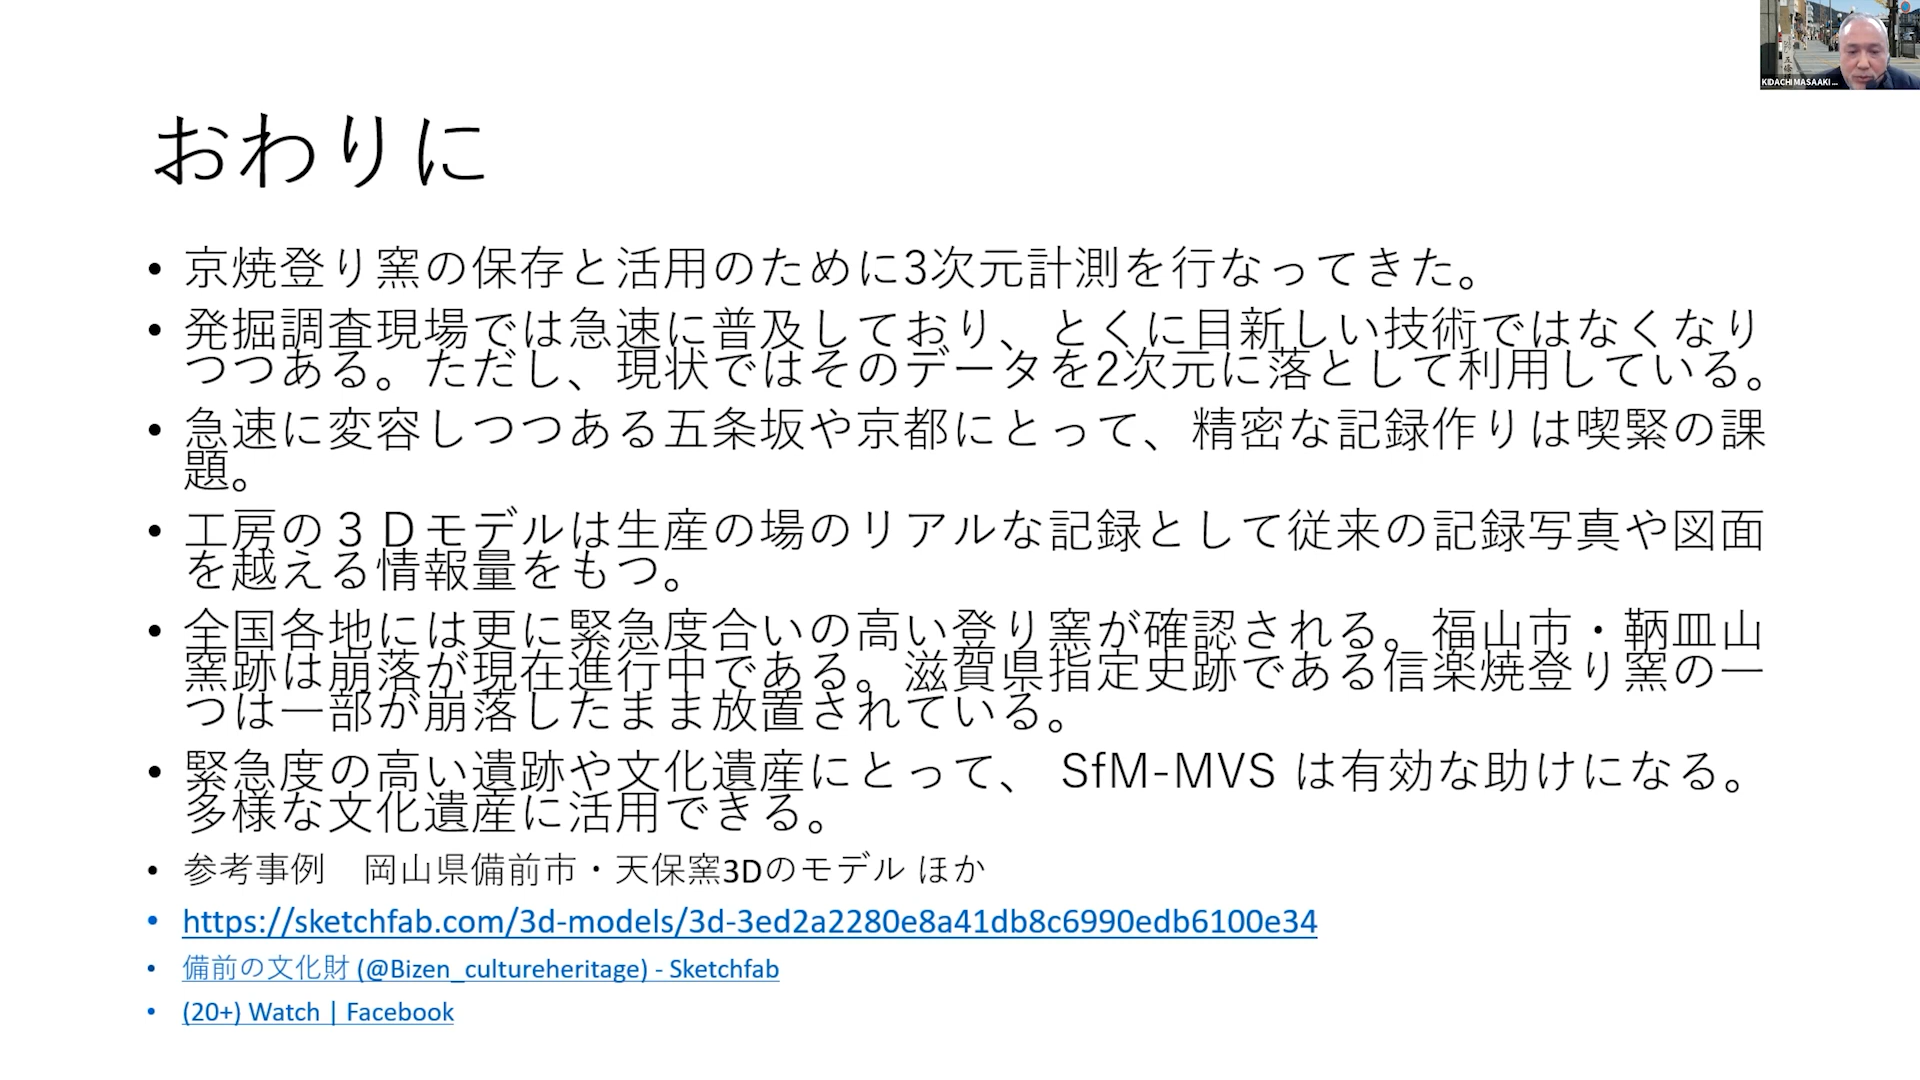 KIDACHI MASAAKI...
おわりに
• 京焼登り窯の保存と活用のために3次元計測を行なってきた。
• 発掘調査現場では急速に普及しており、とくに目新しい技術ではなくなり
つつある。ただし、現状ではそのデータを2次元に落として利用している。
• 急速に変容しつつある五条坂や京都にとって、精密な記録作りは喫緊の課
題。
• 工房の３Ｄモデルは生産の場のリアルな記録として従来の記録写真や図面
を越える情報量をもつ。
• 全国各地には更に緊急度合いの高い登り窯が確認される。福山市・鞆皿山
窯跡は崩落が現在進行中である。滋賀県指定史跡である信楽焼登り窯の一
つは一部が崩落したまま放置されている。
• 緊急度の高い遺跡や文化遺産にとって、 SfM-MVS は有効な助けになる。
多様な文化遺産に活用できる。
• 参考事例　岡山県備前市・天保窯3Dのモデル ほか
• https://sketchfab.com/3d-models/3d-3ed2a2280e8a41db8c6990edb6100e34
• 備前の文化財 (@Bizen_cultureheritage) - Sketchfab
• (20+) Watch | Facebook